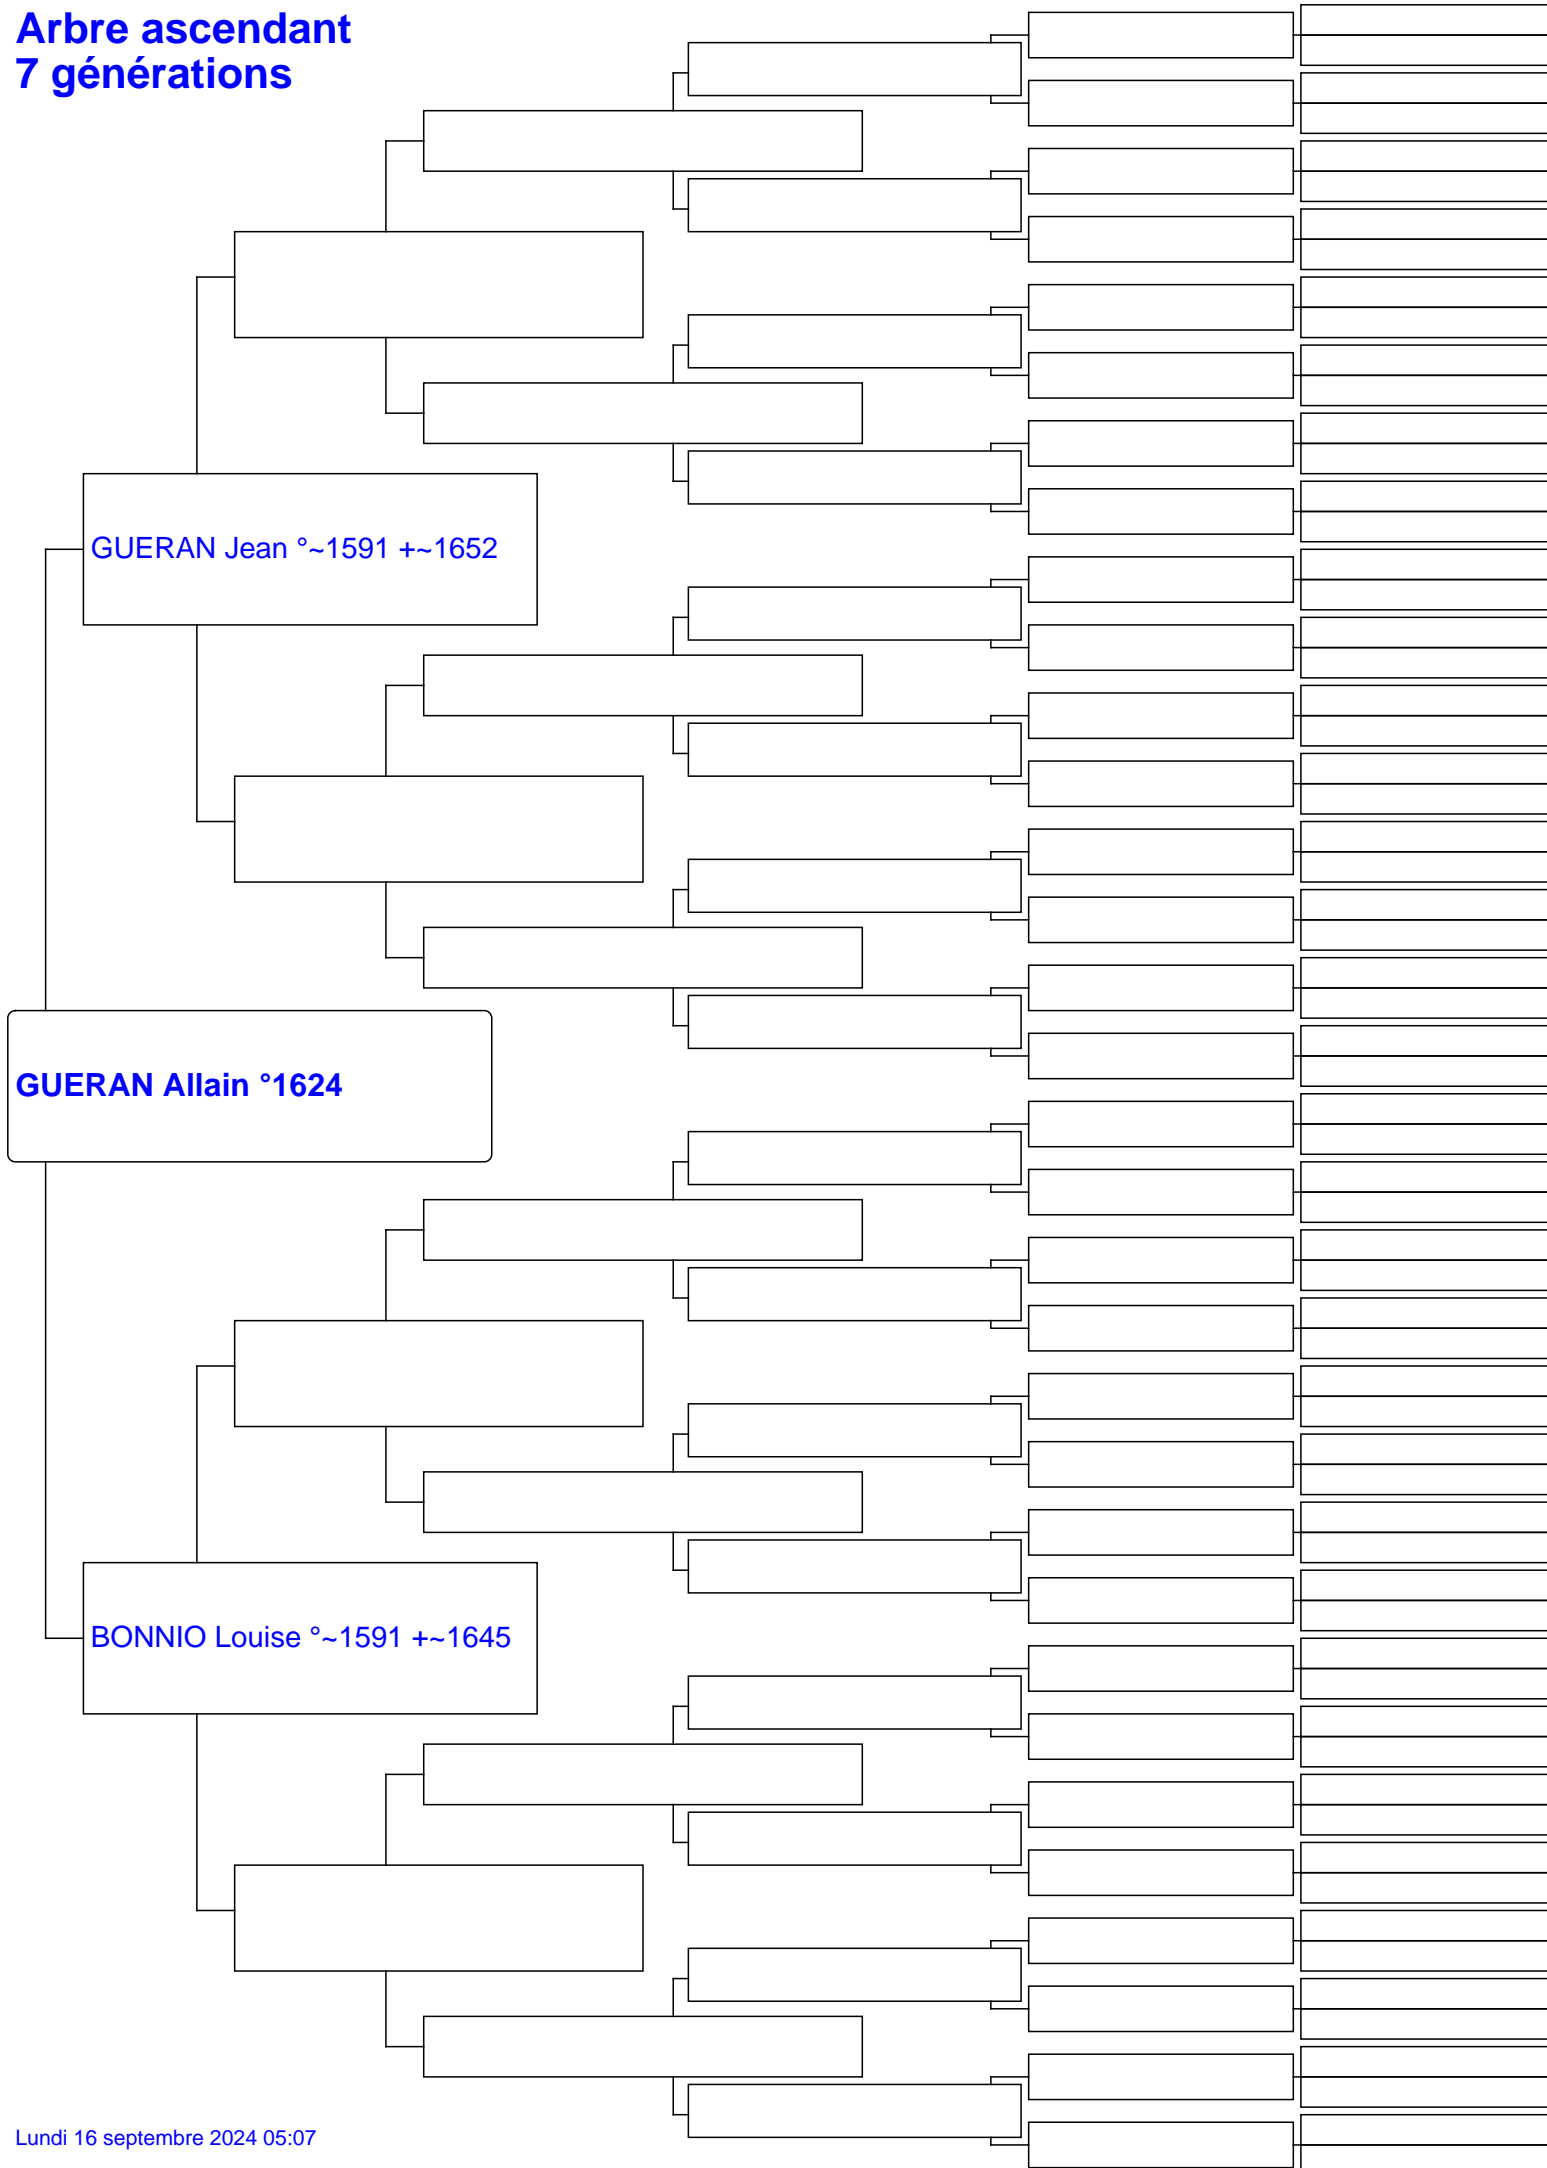 Arbre ascendant
7 générations
GUERAN Jean °~1591 +~1652
GUERAN Allain °1624
BONNIO Louise °~1591 +~1645
Lundi 16 septembre 2024 05:07